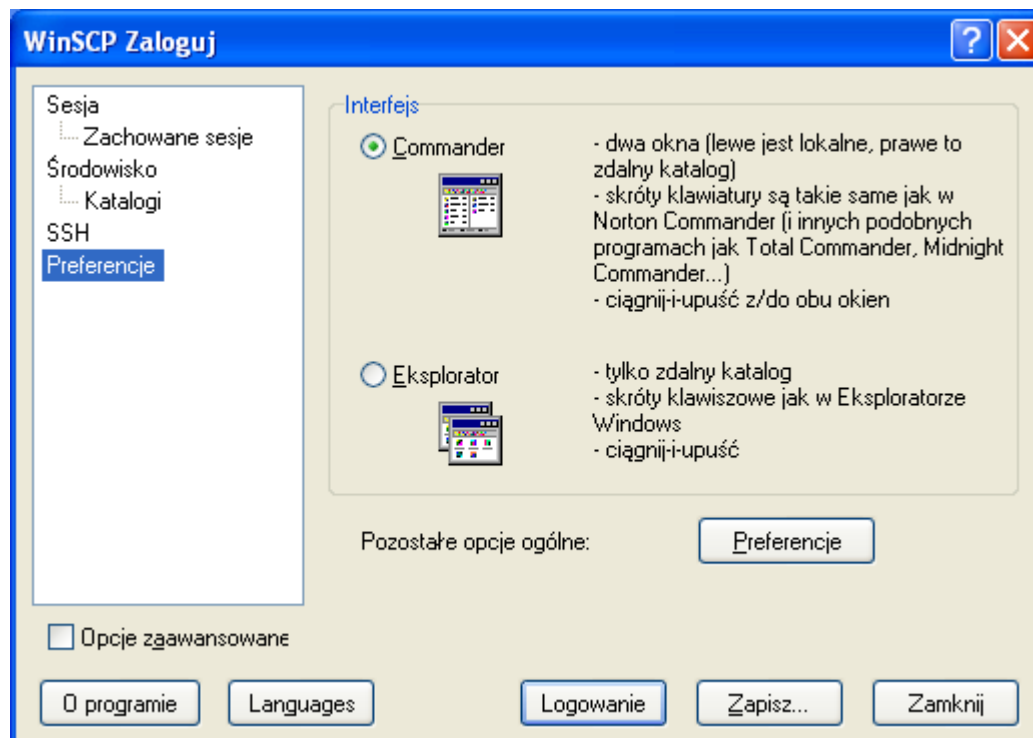 WinSCP Zaloguj
Sesja
Zachowane sesje
Środowisko
Katalogi
SSH
Preferencje
Interfejs
Commander
- dwa okna (lewe jest lokalne, prawe to
zdalny katalog)
- skróty klawiatury są takie same jak w
Norton Commander (i innych podobnych
programach jak Total Commander, Midnight
Commander...)
- ciągnij-i-upuść z/do obu okien
Eksplorator
- tylko zdalny katalog
- skróty klawiszowe jak w Eksploratorze
Windows
- ciągnij-i-upuść
Pozostałe opcje ogólne:
Preferencje
Opcje zaawansowane
O programie
Languages
Logowanie
Zapisz...
Zamknij